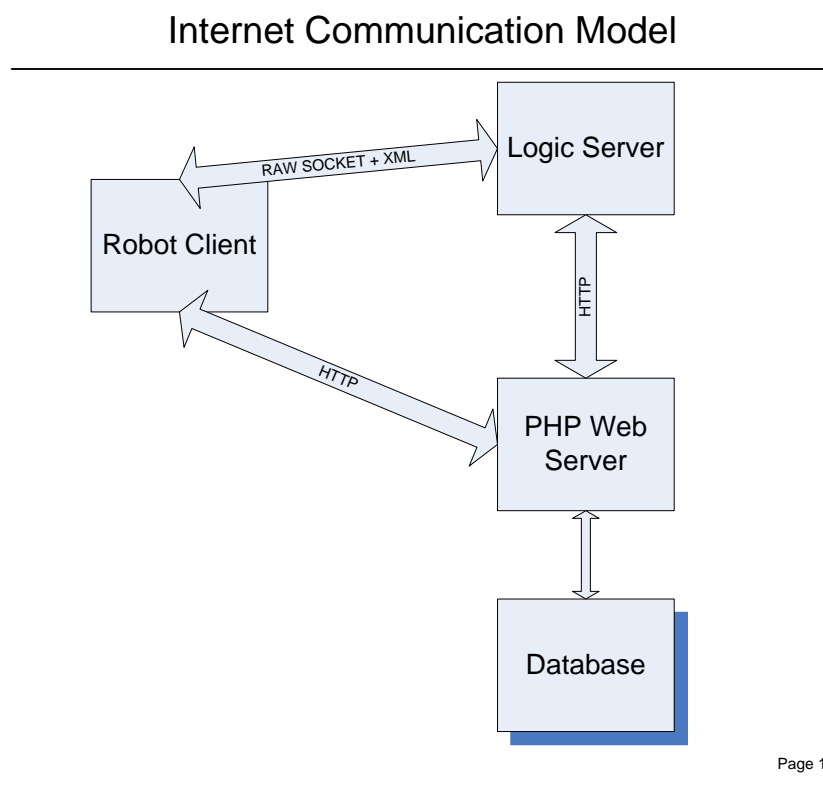 Internet Communication Model
Logic Server
RAW SOCKET + XML
Robot Client
HTTP
HTTP
PHP Web
Server
Database
Page 1